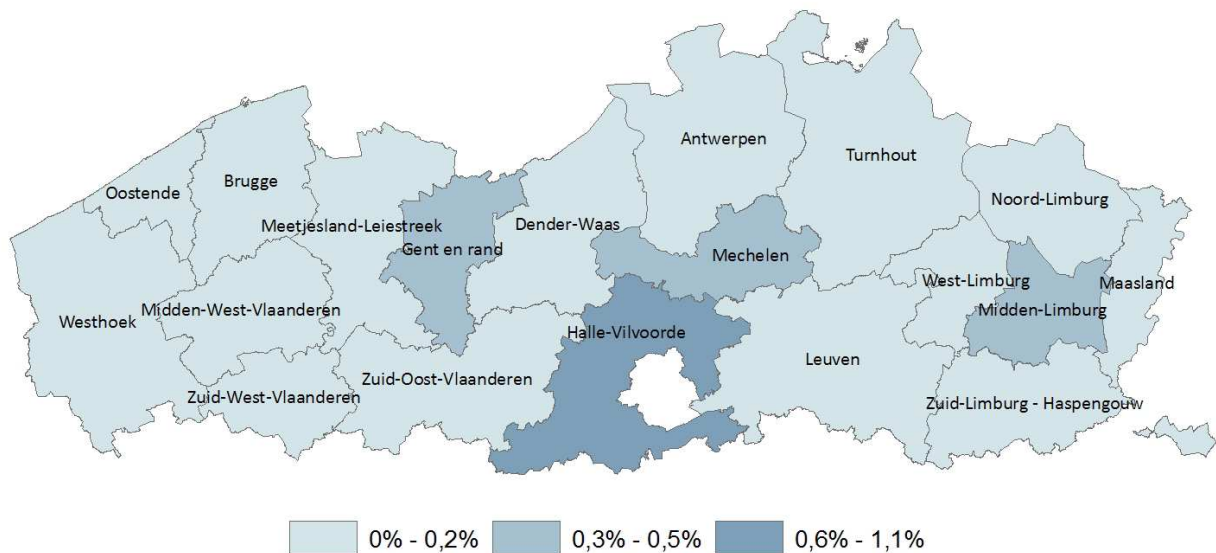 Antwerpen
Turnhout
Brugge
Oostende
Noord-Limburg
Meetjesland-Leiestreek
Dender-Waas
Gent en rand
Mechelen
West-Limburg
Maasland
Midden-West-Vlaanderen
Midden-Limburg
Westhoek
Halle-Vilvoorde
Leuven
Zuid-Oost-Vlaanderen
Zuid-West-Vlaanderen
Zuid-Limburg - Haspengouw
0% - 0,2%
0,3% - 0,5%
0,6% - 1,1%